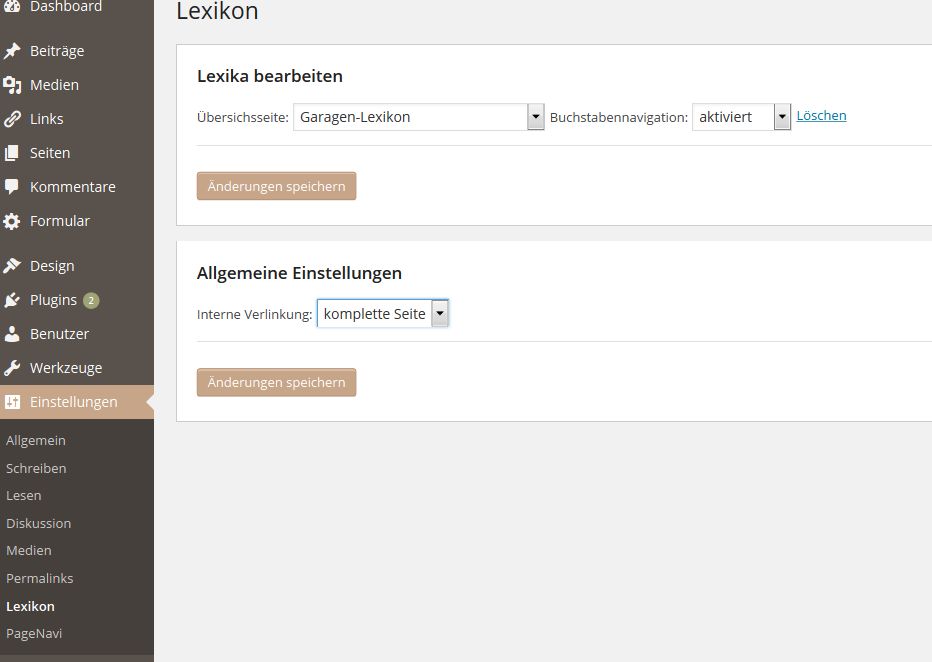 Dashboard
Beiträge
Medien
Links
Seiten
Kommentare
Formular
Design
Plugins 2
Benutzer
Werkzeuge
Einstellungen
Allgemein
Schreiben
Lesen
Diskussion
Medien
Permalinks
Lexikon
PageNavi
Lexikon
Lexika bearbeiten
Übersichsseite: Garagen-Lexikon Buchstabennavigation: aktiviert Löschen
Änderungen speichern
Allgemeine Einstellungen
Interne Verlinkung: komplette Seite
Änderungen speichern